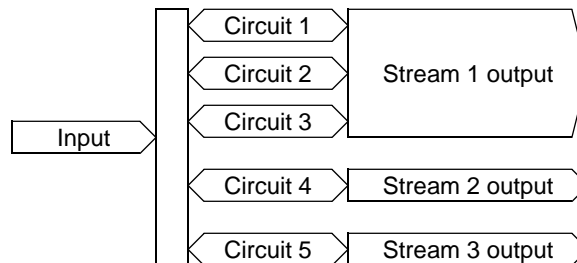 Circuit 1
Circuit 2
Stream 1 output
Circuit 3
Input
Circuit 4
Stream 2 output
Circuit 5
Stream 3 output